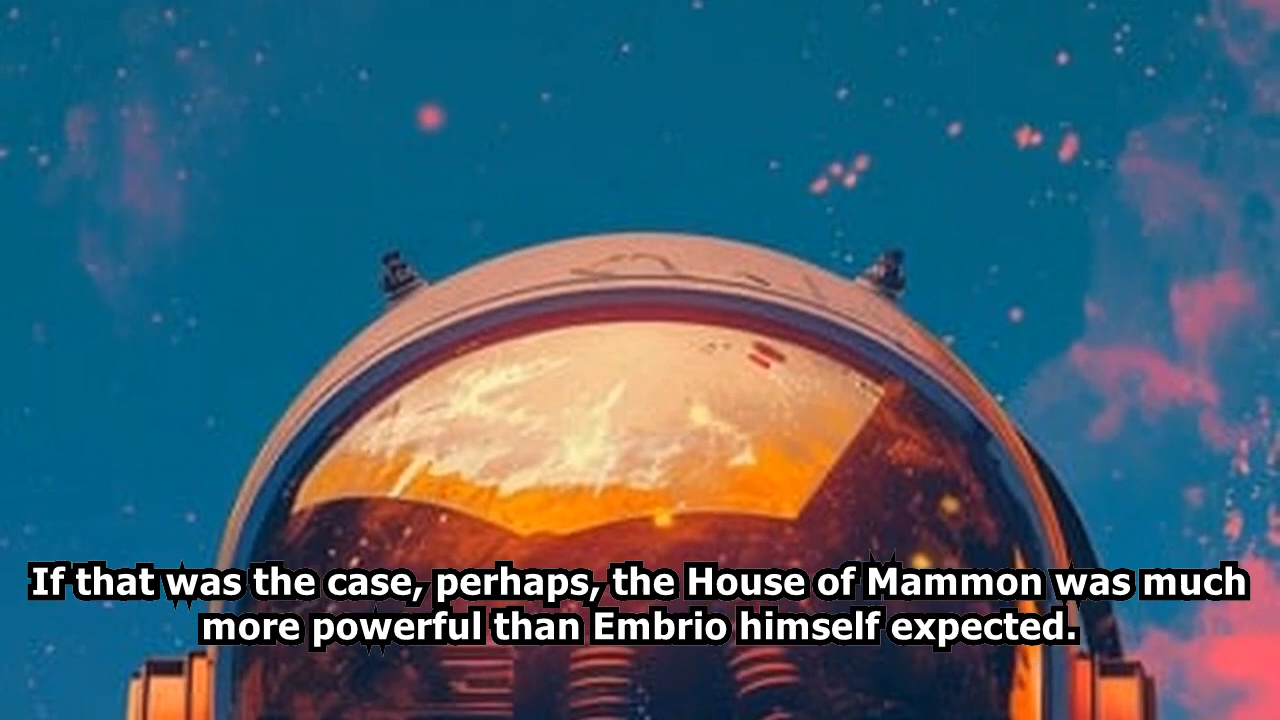 If that was the case, perhaps, the House of Mammon was much
more powerful than Embrio himself expected.